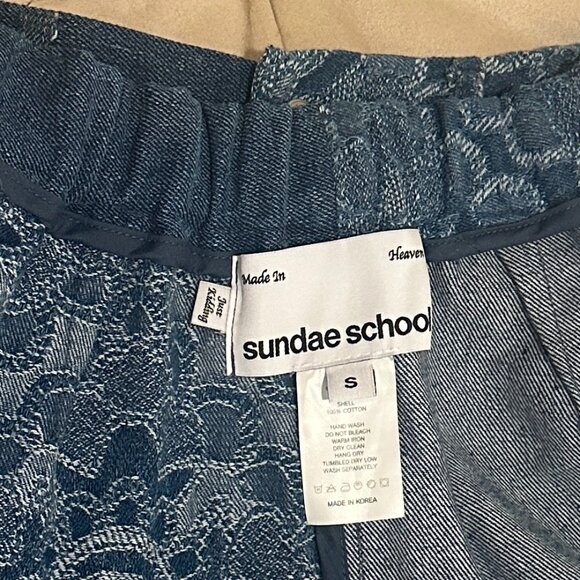 Made In Heaven
Just
Kidding
sundae school
S
SHELL
100% COTTON
HAND WASH
DO NOT BLEACH
WARM IRON
DRY CLEAN
HANG DRY
TUMBLED DRY LOW
WASH SEPARATELY
MADE IN KOREA